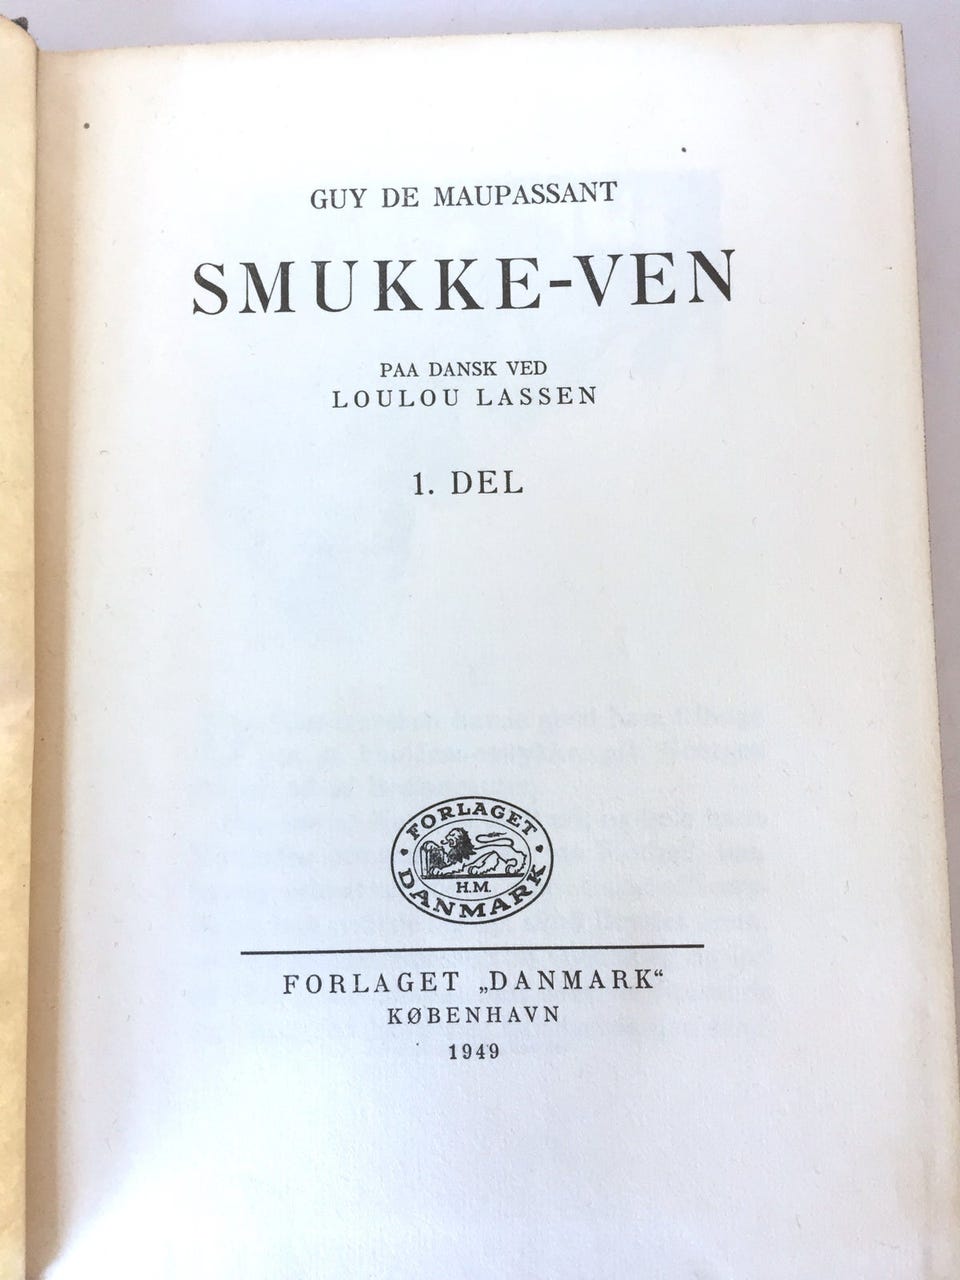 GUY DE MAUPASSANT
SMUKKE-VEN
PAA DANSK VED
LOULOU LASSEN
1. DEL
FORLAGET
H.M.
DANMARK
FORLAGET „DANMARK“
KØBENHAVN
1949